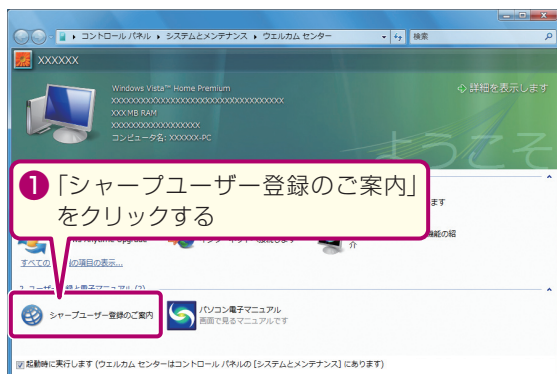 コントロール パネル ▸ システムとメンテナンス ▸ ウェルカム センター
検索
XXXXXX
詳細を表示します
Windows Vista™ Home Premium
XXXXXXXXXXXXXXXXXXXXXXXXXXXXXXXXX
XXX MB RAM
XXXXXXXXXXXXXXXXX
コンピュータ名: XXXXXX-PC
ようこそ
❶「シャープユーザー登録のご案内」
をクリックする
ます
機能の紹
介
すべての
の項目の表示...
シャープユーザー登録のご案内
パソコン電子マニュアル
画面で見るマニュアルです
起動時に実行します (ウェルカム センターはコントロール パネルの [システムとメンテナンス] にあります)